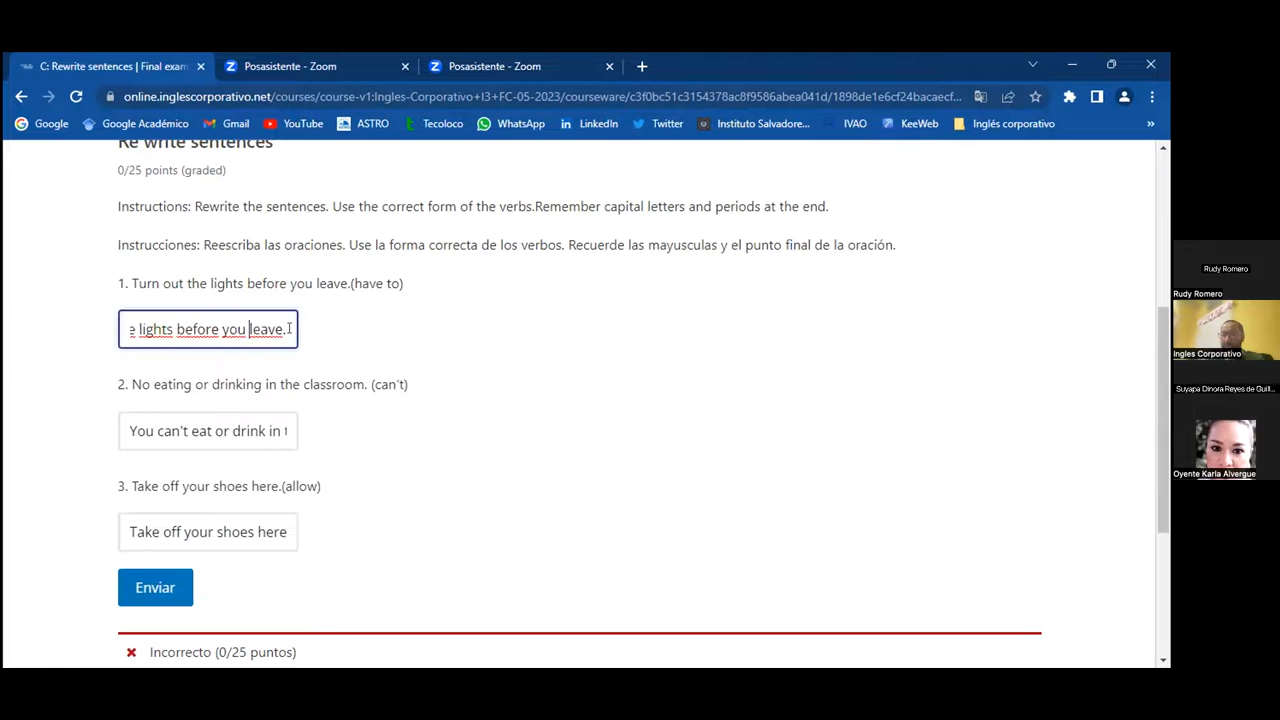 C: Rewrite sentences | Final exam
Posasistente - Zoom
Posasistente - Zoom
online.inglescorporativo.net/courses/course-v1:Ingles-Corporativo+I3+FC-05-2023/courseware/c3f0bc51c3154378ac8f9586abea041d/1898de1e6cf24bacaecf...
Google
Google Académico
Gmail
YouTube
ASTRO
Tecoloco
WhatsApp
LinkedIn
Twitter
Instituto Salvadore...
IVAO
KeeWeb
Inglés corporativo
»
Re write sentences
0/25 points (graded)
Instructions: Rewrite the sentences. Use the correct form of the verbs.Remember capital letters and periods at the end.
Instrucciones: Reescriba las oraciones. Use la forma correcta de los verbos. Recuerde las mayusculas y el punto final de la oración.
1. Turn out the lights before you leave.(have to)
e lights before you leave.
2. No eating or drinking in the classroom. (can't)
You can't eat or drink in t
3. Take off your shoes here.(allow)
Take off your shoes here
Enviar
Incorrecto (0/25 puntos)
Rudy Romero
Rudy Romero
Ingles Corporativo
Suyapa Dinora Reyes de Guil...
Oyente Karla Alvergue